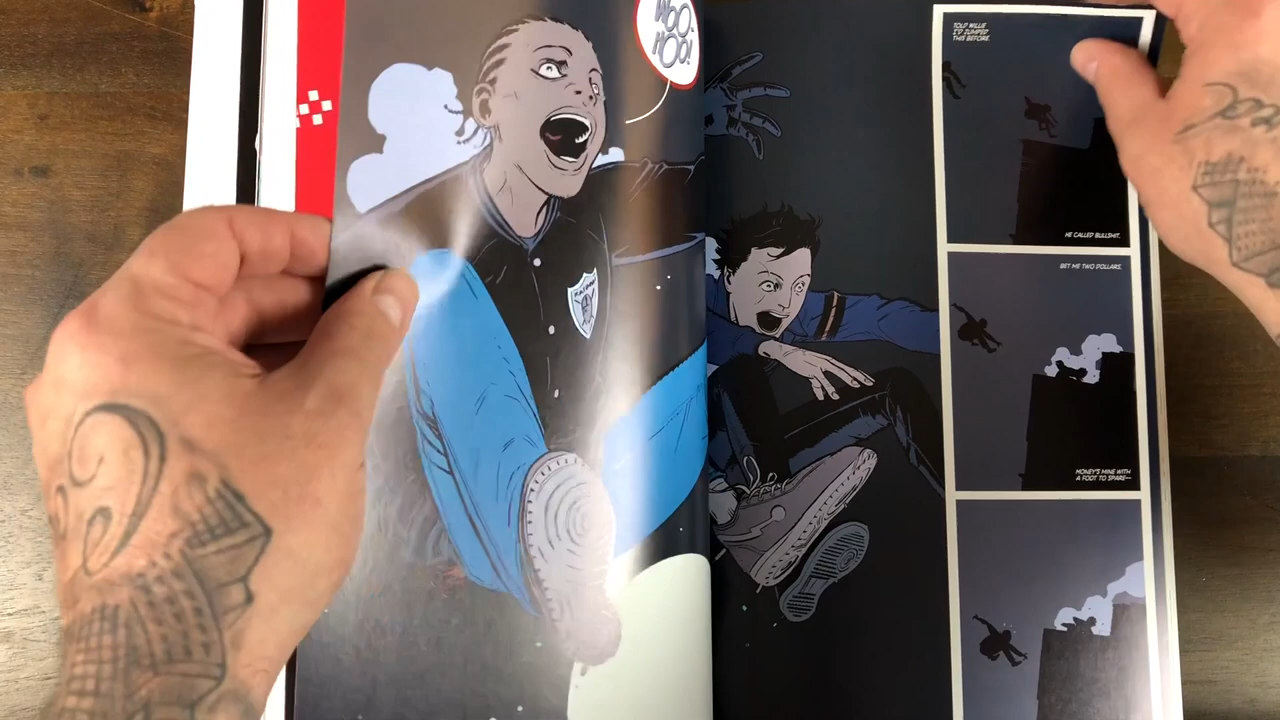 WOO-
HOO!
TOLD WILLIE
I'D JUMPED
THIS BEFORE.
HE CALLED BULLSHIT.
BET ME TWO DOLLARS.
MONEY'S MINE WITH
A FOOT TO SPARE—